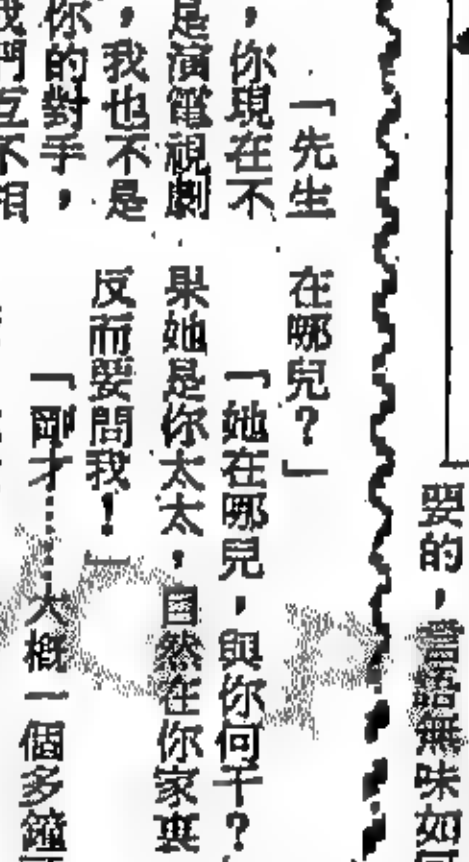 要的，言語無味如
「先生
，你現在不
是演電視劇
，我也不是
你的對手，
我們互不相
在哪兒？」
「她在哪兒，與你何干？
果她是你太太，自然在你家裏
反而要問我！」
「剛才……大概一個多鐘